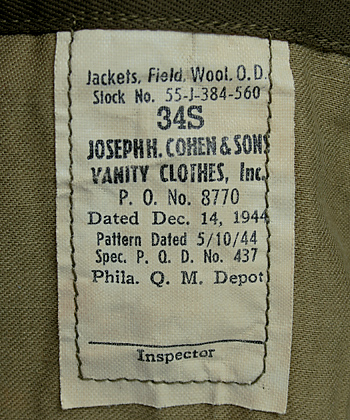 Jackets, Field, Wool, O.D.
Stock No. 55-J-384-560
34S
JOSEPH H. COHEN & SONS
VANITY CLOTHES, Inc.
P. O. No. 8770
Dated Dec. 14, 1944
Pattern Dated 5/10/44
Spec. P. Q. D. No. 437
Phila. Q. M. Depot
Inspector